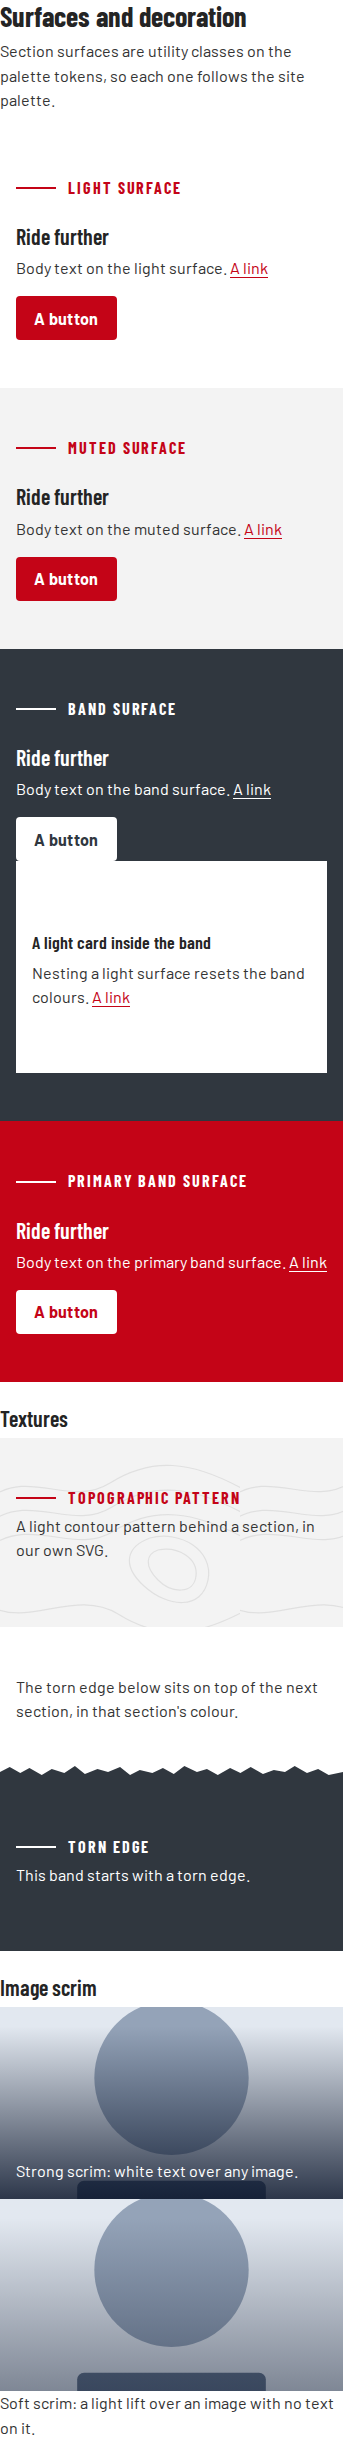 Surfaces and decoration
Section surfaces are utility classes on the
palette tokens, so each one follows the site
palette.
LIGHT SURFACE
Ride further
Body text on the light surface. A link
A button
MUTED SURFACE
Ride further
Body text on the muted surface. A link
A button
BAND SURFACE
Ride further
Body text on the band surface. A link
A button
A light card inside the band
Nesting a light surface resets the band
colours. A link
PRIMARY BAND SURFACE
Ride further
Body text on the primary band surface. A link
A button
Textures
TOPOGRAPHIC PATTERN
A light contour pattern behind a section, in
our own SVG.
The torn edge below sits on top of the next
section, in that section's colour.
TORN EDGE
This band starts with a torn edge.
Image scrim
Strong scrim: white text over any image.
Soft scrim: a light lift over an image with no text
on it.